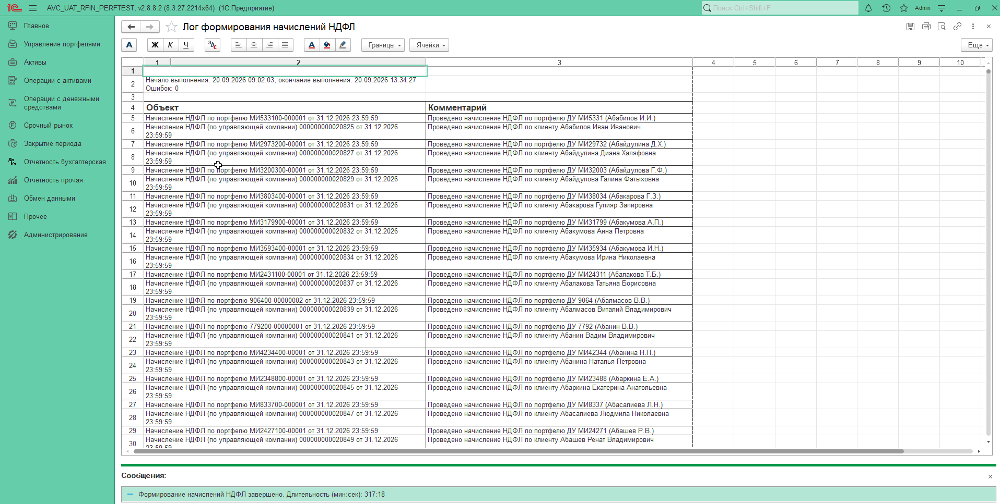 1С AVC_UAT_RFIN_PERFTEST, v2.8.8.2 (8.3.27.2214x64) (1С:Предприятие)
Поиск Ctrl+Shift+F
Admin
Главное
Управление портфелями
Активы
Операции с активами
Операции с денежными
средствами
Срочный рынок
Закрытие периода
Отчетность бухгалтерская
Отчетность прочая
Обмен данными
Прочее
Администрирование
Лог формирования начислений НДФЛ
А Ж К Ч abc А Границы Ячейки Еще
1 2 3 4 5 6 7 8 9 10
1
2 Начало выполнения: 20.09.2026 09:02:03, окончание выполнения: 20.09.2026 13:34:27
Ошибок: 0
3
4 Объект Комментарий
5 Начисление НДФЛ по портфелю МИ533100-000001 от 31.12.2026 23:59:59 Проведено начисление НДФЛ по портфелю ДУ МИ5331 (Абабилов И.И.)
6 Начисление НДФЛ (по управляющей компании) 000000000020825 от 31.12.2026 Проведено начисление НДФЛ по клиенту Абабилов Иван Иванович
23:59:59
7 Начисление НДФЛ по портфелю МИ2973200-00001 от 31.12.2026 23:59:59 Проведено начисление НДФЛ по портфелю ДУ МИ29732 (Абайдулина Д.Х.)
8 Начисление НДФЛ (по управляющей компании) 000000000020827 от 31.12.2026 Проведено начисление НДФЛ по клиенту Абайдулина Диана Халяфовна
23:59:59
9 Начисление НДФЛ по портфелю МИ3200300-00001 от 31.12.2026 23:59:59 Проведено начисление НДФЛ по портфелю ДУ МИ32003 (Абайдулова Г.Ф.)
10 Начисление НДФЛ (по управляющей компании) 000000000020829 от 31.12.2026 Проведено начисление НДФЛ по клиенту Абайдулова Галина Фатыховна
23:59:59
11 Начисление НДФЛ по портфелю МИ3803400-00001 от 31.12.2026 23:59:59 Проведено начисление НДФЛ по портфелю ДУ МИ38034 (Абакарова Г.З.)
12 Начисление НДФЛ (по управляющей компании) 000000000020831 от 31.12.2026 Проведено начисление НДФЛ по клиенту Абакарова Гулияр Запировна
23:59:59
13 Начисление НДФЛ по портфелю МИ3179900-00001 от 31.12.2026 23:59:59 Проведено начисление НДФЛ по портфелю ДУ МИ31799 (Абакумова А.П.)
14 Начисление НДФЛ (по управляющей компании) 000000000020832 от 31.12.2026 Проведено начисление НДФЛ по клиенту Абакумова Анна Петровна
23:59:59
15 Начисление НДФЛ по портфелю МИ3593400-00001 от 31.12.2026 23:59:59 Проведено начисление НДФЛ по портфелю ДУ МИ35934 (Абакумова И.Н.)
16 Начисление НДФЛ (по управляющей компании) 000000000020834 от 31.12.2026 Проведено начисление НДФЛ по клиенту Абакумова Ирина Николаевна
23:59:59
17 Начисление НДФЛ по портфелю МИ2431100-00001 от 31.12.2026 23:59:59 Проведено начисление НДФЛ по портфелю ДУ МИ24311 (Абалакова Т.Б.)
18 Начисление НДФЛ (по управляющей компании) 000000000020837 от 31.12.2026 Проведено начисление НДФЛ по клиенту Абалакова Татьяна Борисовна
23:59:59
19 Начисление НДФЛ по портфелю 906400-00000002 от 31.12.2026 23:59:59 Проведено начисление НДФЛ по портфелю ДУ 9064 (Абалмасов В.В.)
20 Начисление НДФЛ (по управляющей компании) 000000000020839 от 31.12.2026 Проведено начисление НДФЛ по клиенту Абалмасов Виталий Владимирович
23:59:59
21 Начисление НДФЛ по портфелю 779200-00000001 от 31.12.2026 23:59:59 Проведено начисление НДФЛ по портфелю ДУ 7792 (Абанин В.В.)
22 Начисление НДФЛ (по управляющей компании) 000000000020841 от 31.12.2026 Проведено начисление НДФЛ по клиенту Абанин Вадим Владимирович
23:59:59
23 Начисление НДФЛ по портфелю МИ4234400-00001 от 31.12.2026 23:59:59 Проведено начисление НДФЛ по портфелю ДУ МИ42344 (Абанина Н.П.)
24 Начисление НДФЛ (по управляющей компании) 000000000020843 от 31.12.2026 Проведено начисление НДФЛ по клиенту Абанина Наталья Петровна
23:59:59
25 Начисление НДФЛ по портфелю МИ2348800-00001 от 31.12.2026 23:59:59 Проведено начисление НДФЛ по портфелю ДУ МИ23488 (Абаркина Е.А.)
26 Начисление НДФЛ (по управляющей компании) 000000000020845 от 31.12.2026 Проведено начисление НДФЛ по клиенту Абаркина Екатерина Анатольевна
23:59:59
27 Начисление НДФЛ по портфелю МИ833700-000001 от 31.12.2026 23:59:59 Проведено начисление НДФЛ по портфелю ДУ МИ8337 (Абасалиева Л.Н.)
28 Начисление НДФЛ (по управляющей компании) 000000000020847 от 31.12.2026 Проведено начисление НДФЛ по клиенту Абасалиева Людмила Николаевна
23:59:59
29 Начисление НДФЛ по портфелю МИ2427100-00001 от 31.12.2026 23:59:59 Проведено начисление НДФЛ по портфелю ДУ МИ24271 (Абашев Р.В.)
30 Начисление НДФЛ (по управляющей компании) 000000000020849 от 31.12.2026 Проведено начисление НДФЛ по клиенту Абашев Ренат Владимирович
23:59:59
Сообщения:
Формирование начислений НДФЛ завершено. Длительность (мин:сек): 317:18